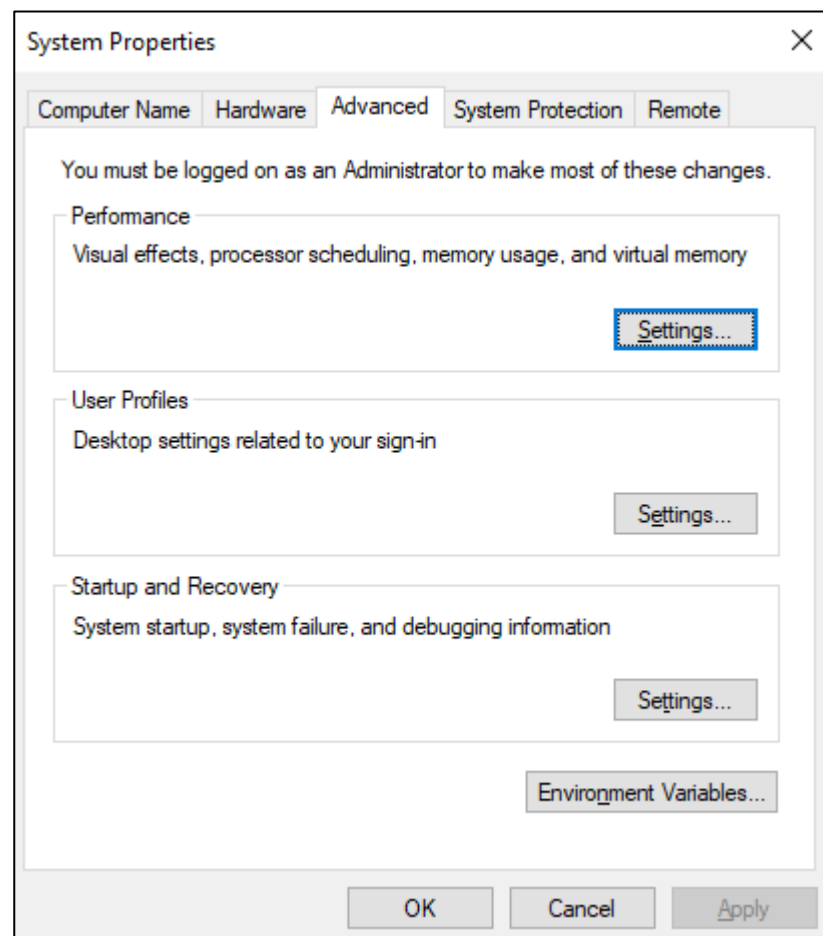 System Properties
Computer Name Hardware Advanced System Protection Remote
You must be logged on as an Administrator to make most of these changes.
Performance
Visual effects, processor scheduling, memory usage, and virtual memory
Settings...
User Profiles
Desktop settings related to your sign-in
Settings...
Startup and Recovery
System startup, system failure, and debugging information
Settings...
Environment Variables...
OK Cancel Apply